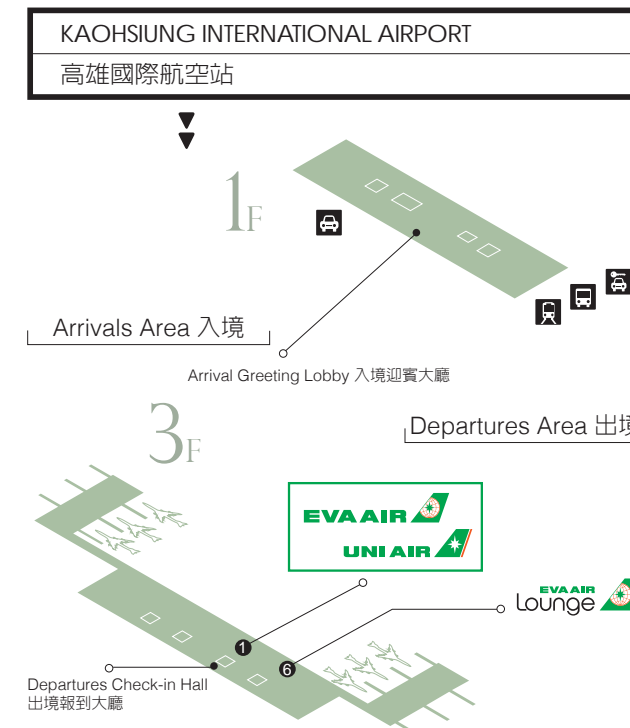 KAOHSIUNG INTERNATIONAL AIRPORT
高雄國際航空站
1F
Arrivals Area 入境
Arrival Greeting Lobby 入境迎賓大廳
3F
Departures Area 出境
EVA AIR
UNI AIR
EVA AIR
Lounge
1
6
Departures Check-in Hall
出境報到大廳